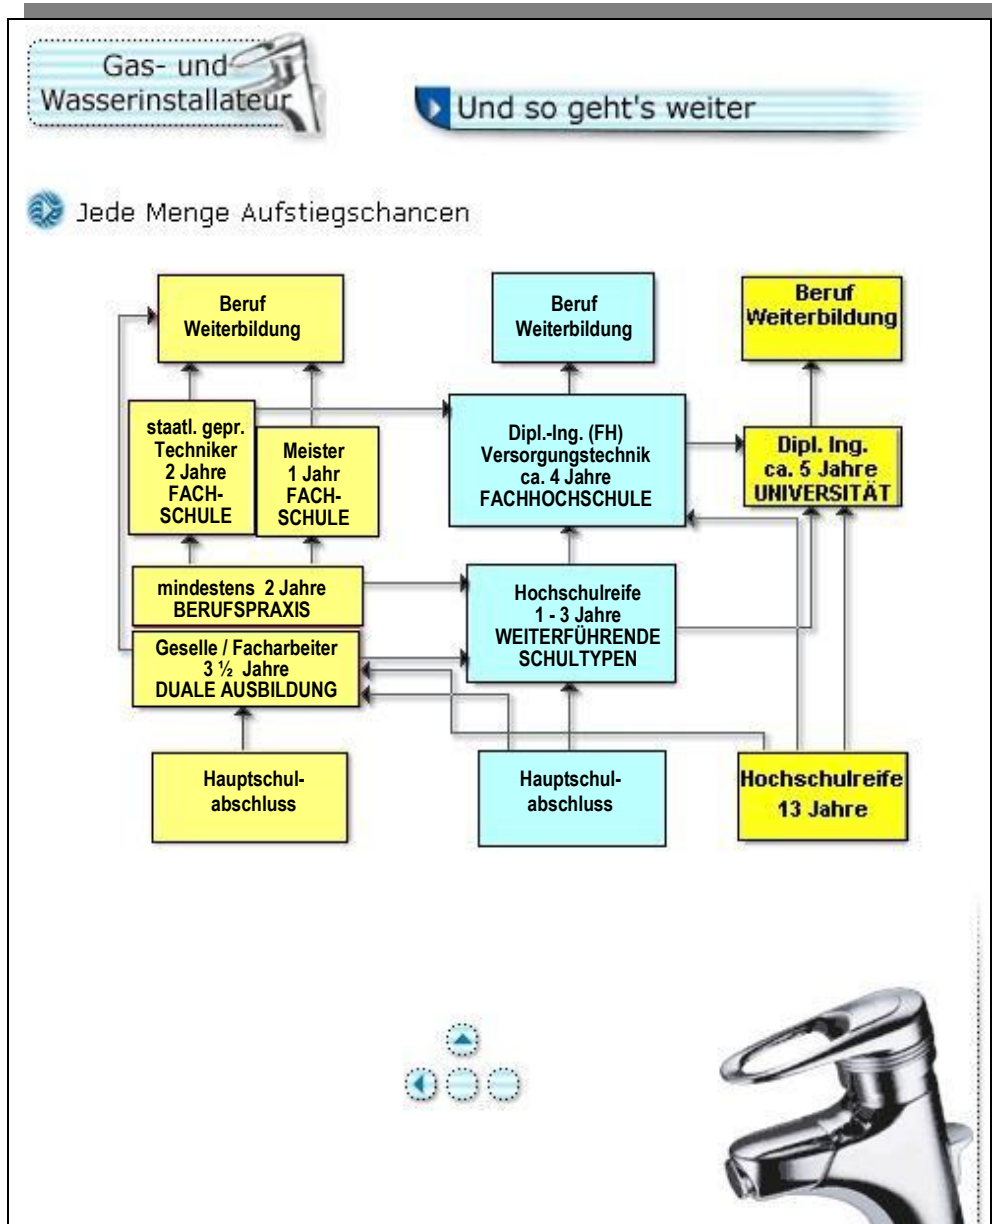 Gas- und
Wasserinstallateur
Und so geht's weiter
Jede Menge Aufstiegschancen
Beruf
Weiterbildung
Beruf
Weiterbildung
Beruf
Weiterbildung
staatl. gepr.
Techniker
2 Jahre
FACH-
SCHULE
Meister
1 Jahr
FACH-
SCHULE
Dipl.-Ing. (FH)
Versorgungstechnik
ca. 4 Jahre
FACHHOCHSCHULE
Dipl. Ing.
ca. 5 Jahre
UNIVERSITÄT
mindestens 2 Jahre
BERUFSPRAXIS
Geselle / Facharbeiter
3 ½ Jahre
DUALE AUSBILDUNG
Hochschulreife
1 - 3 Jahre
WEITERFÜHRENDE
SCHULTYPEN
Hauptschul-
abschluss
Hauptschul-
abschluss
Hochschulreife
13 Jahre